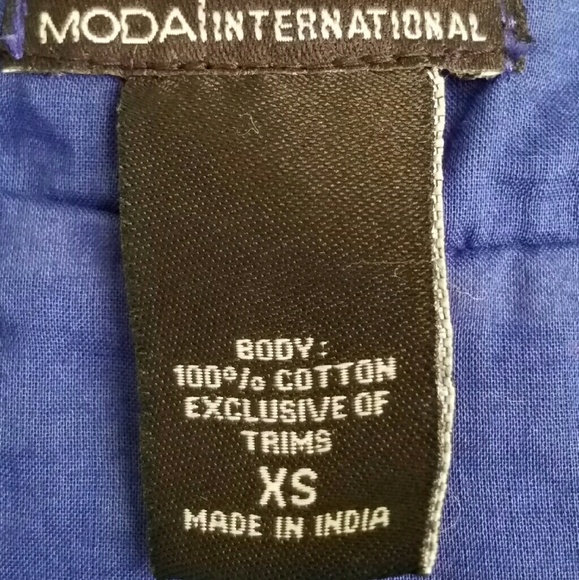 MODA INTERNATIONAL
BODY:
100% COTTON
EXCLUSIVE OF
TRIMS
XS
MADE IN INDIA